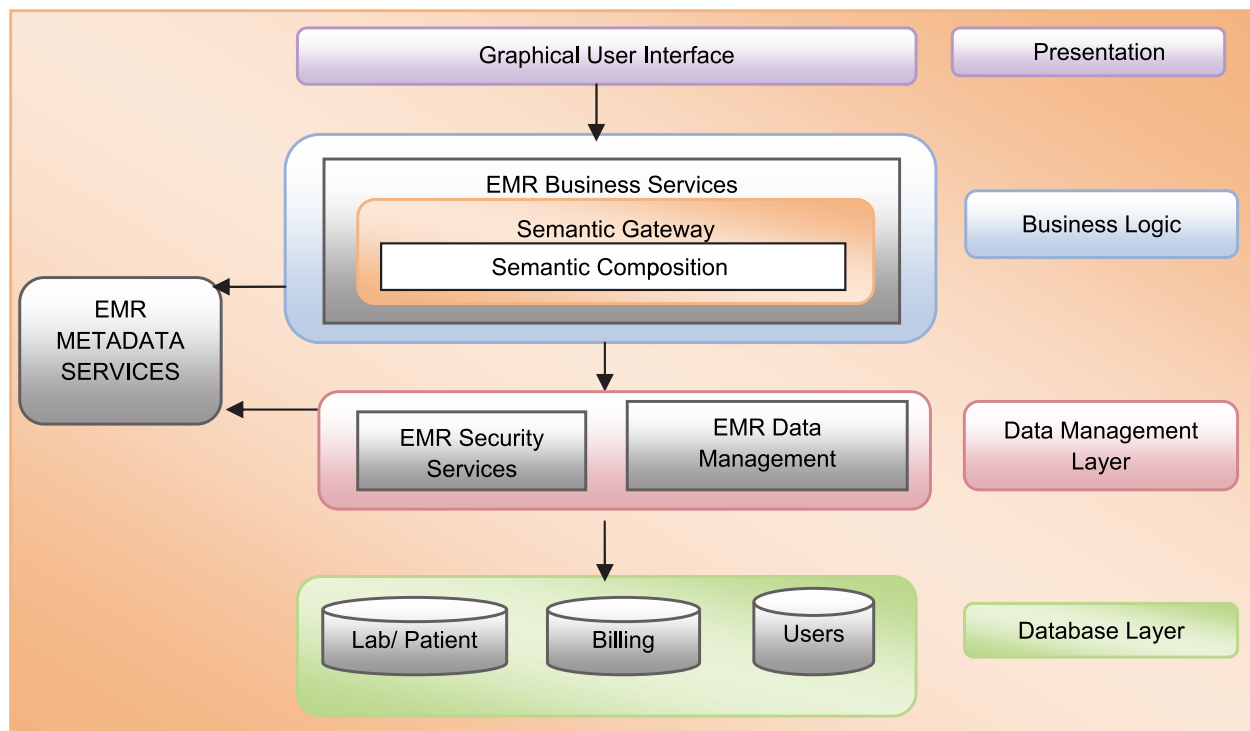 Graphical User Interface
Presentation
EMR Business Services
Semantic Gateway
Semantic Composition
Business Logic
EMR
METADATA
SERVICES
EMR Security
Services
EMR Data
Management
Data Management
Layer
Lab/ Patient
Billing
Users
Database Layer